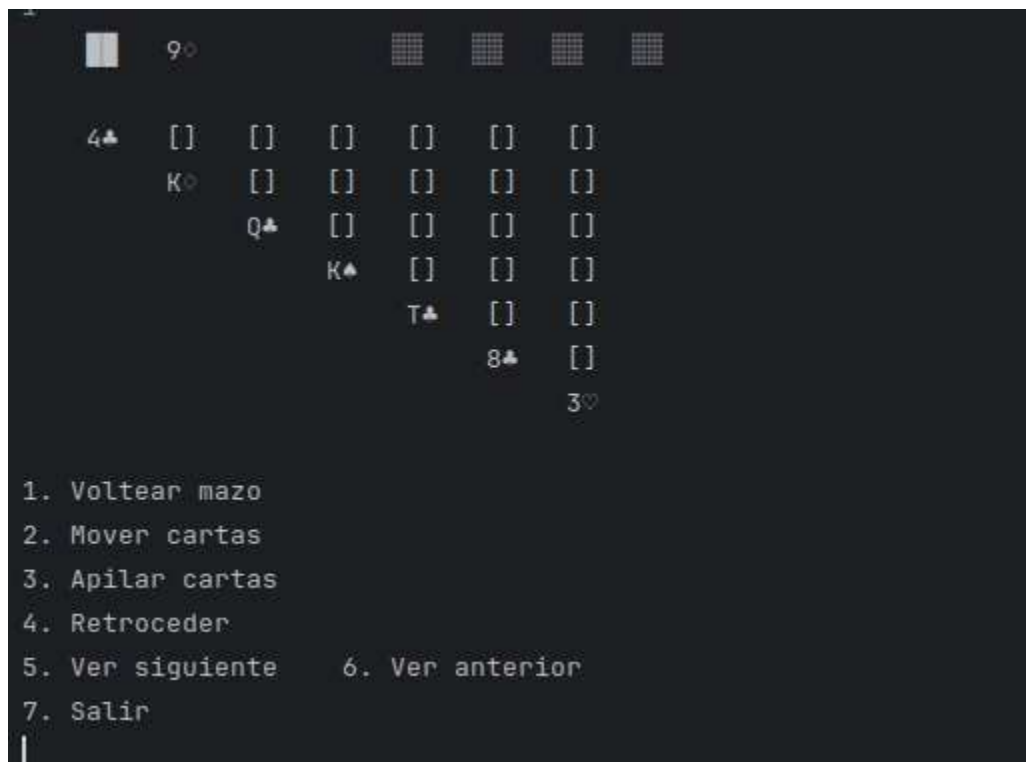 9♢
4♣ [] [] [] [] [] []
K♢ [] [] [] [] []
Q♣ [] [] [] []
K♠ [] [] []
T♣ [] []
8♣ []
3♡
1. Voltear mazo
2. Mover cartas
3. Apilar cartas
4. Retroceder
5. Ver siguiente 6. Ver anterior
7. Salir